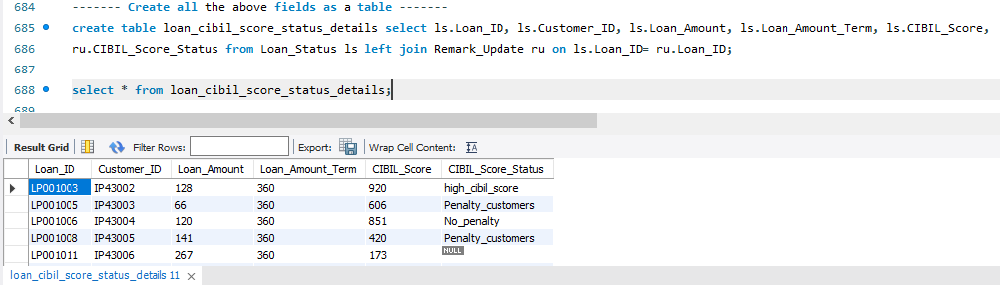 684 ------- Create all the above fields as a table -------
685 create table loan_cibil_score_status_details select ls.Loan_ID, ls.Customer_ID, ls.Loan_Amount, ls.Loan_Amount_Term, ls.CIBIL_Score,
686 ru.CIBIL_Score_Status from Loan_Status ls left join Remark_Update ru on ls.Loan_ID= ru.Loan_ID;
687
688 select * from loan_cibil_score_status_details;
689
Result Grid Filter Rows: Export: Wrap Cell Content: IA
Loan_ID Customer_ID Loan_Amount Loan_Amount_Term CIBIL_Score CIBIL_Score_Status
LP001003 IP43002 128 360 920 high_cibil_score
LP001005 IP43003 66 360 606 Penalty_customers
LP001006 IP43004 120 360 851 No_penalty
LP001008 IP43005 141 360 420 Penalty_customers
LP001011 IP43006 267 360 173 NULL
loan_cibil_score_status_details 11 ×